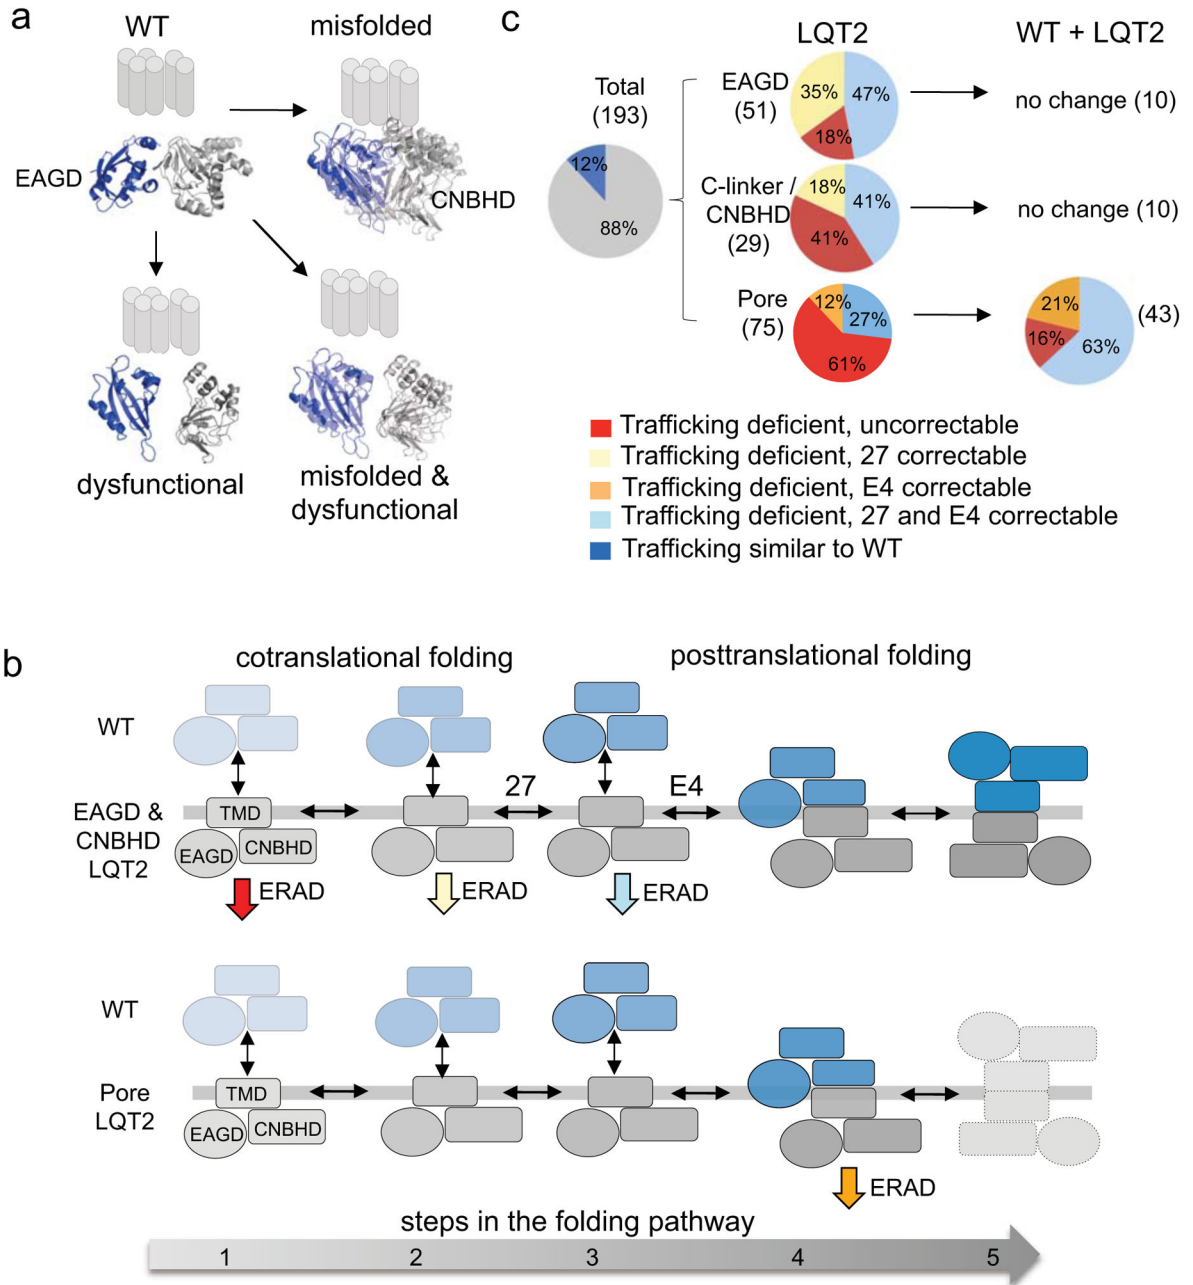 a
WT
misfolded
EAGD
CNBHD
dysfunctional
misfolded &
dysfunctional
c
LQT2
WT + LQT2
Total
(193)
12%
88%
EAGD
(51)
35%
47%
18%
no change (10)
C-linker /
CNBHD
(29)
18%
41%
41%
no change (10)
Pore
(75)
12%
27%
61%
21%
16%
63%
(43)
Trafficking deficient, uncorrectable
Trafficking deficient, 27 correctable
Trafficking deficient, E4 correctable
Trafficking deficient, 27 and E4 correctable
Trafficking similar to WT
b
cotranslational folding
posttranslational folding
WT
27
E4
EAGD &
CNBHD
LQT2
TMD
EAGD
CNBHD
ERAD
ERAD
ERAD
WT
Pore
LQT2
TMD
EAGD
CNBHD
ERAD
steps in the folding pathway
1
2
3
4
5